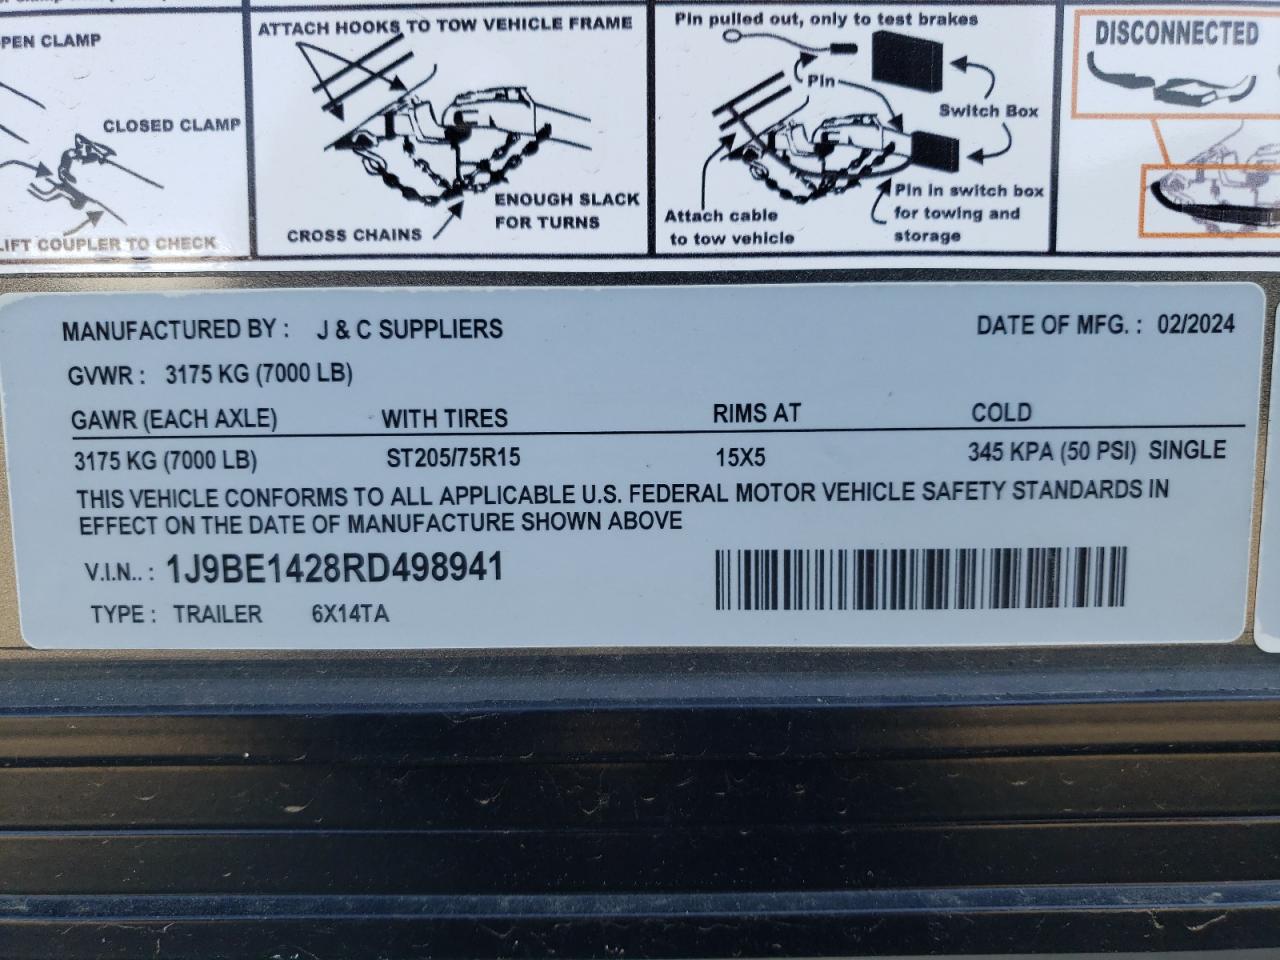 PEN CLAMP
CLOSED CLAMP
LIFT COUPLER TO CHECK
ATTACH HOOKS TO TOW VEHICLE FRAME
ENOUGH SLACK
FOR TURNS
CROSS CHAINS
Pin pulled out, only to test brakes
Pin
Switch Box
Pin in switch box
for towing and
storage
Attach cable
to tow vehicle
DISCONNECTED
MANUFACTURED BY : J & C SUPPLIERS DATE OF MFG. : 02/2024
GVWR : 3175 KG (7000 LB)
GAWR (EACH AXLE) WITH TIRES RIMS AT COLD
3175 KG (7000 LB) ST205/75R15 15X5 345 KPA (50 PSI) SINGLE
THIS VEHICLE CONFORMS TO ALL APPLICABLE U.S. FEDERAL MOTOR VEHICLE SAFETY STANDARDS IN
EFFECT ON THE DATE OF MANUFACTURE SHOWN ABOVE
V.I.N.. : 1J9BE1428RD498941
TYPE : TRAILER 6X14TA